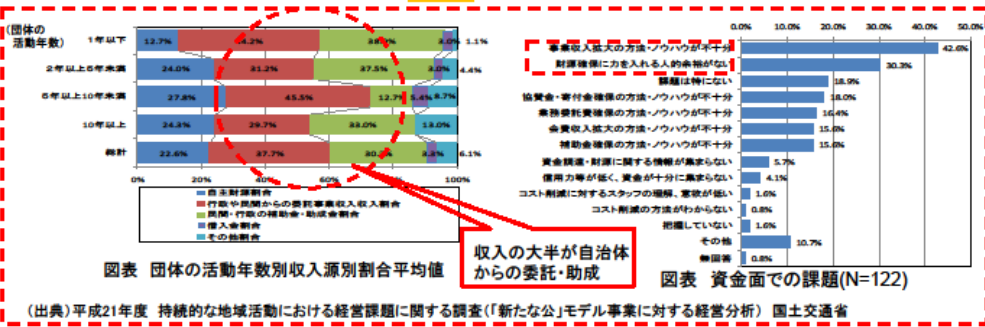 (団体の
活動年数)
1年以下
12.7%
3.0%
1.1%
2年以上5年未満
24.0%
31.2%
37.5%
3.0%
4.4%
5年以上10年未満
27.8%
45.5%
12.7%
5.4%
8.7%
10年以上
24.3%
29.7%
33.0%
13.0%
総計
22.6%
37.7%
3.3%
6.1%
0%
20%
40%
60%
80%
100%
自主財源割合
行政や民間からの委託事業収入収入割合
民間・行政の補助金・助成金割合
借入金割合
その他割合
図表 団体の活動年数別収入源別割合平均値
収入の大半が自治体
からの委託・助成
0.0%
10.0%
20.0%
30.0%
40.0%
50.0%
事業収入拡大の方法・ノウハウが不十分
42.6%
財源確保に力を入れる人的余裕がない
30.3%
課題は特にない
18.9%
協賛金・寄付金確保の方法・ノウハウが不十分
18.0%
業務委託費確保の方法・ノウハウが不十分
16.4%
会費収入拡大の方法・ノウハウが不十分
15.6%
補助金確保の方法・ノウハウが不十分
15.6%
資金調達・財源に関する情報が集まらない
5.7%
信用力等が低く、資金が十分に集まらない
4.1%
コスト削減に対するスタッフの理解、意欲が低い
1.6%
コスト削減の方法がわからない
0.8%
把握していない
1.6%
その他
10.7%
無回答
0.8%
図表 資金面での課題(N=122)
(出典)平成21年度 持続的な地域活動における経営課題に関する調査(「新たな公」モデル事業に対する経営分析) 国土交通省